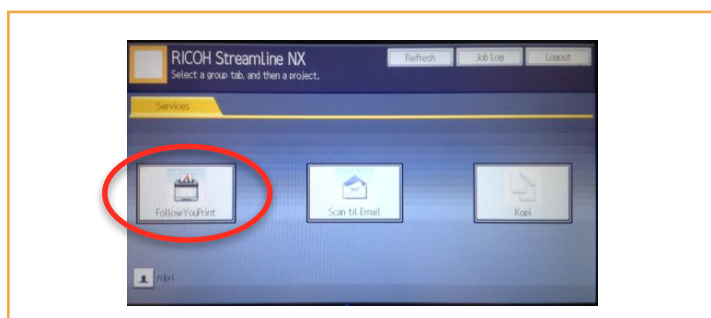 RICOH Streamline NX
Select a group tab, and then a project.
Refresh
Job Log
Logout
Services
FollowYouPrint
Scan til Email
Kopi